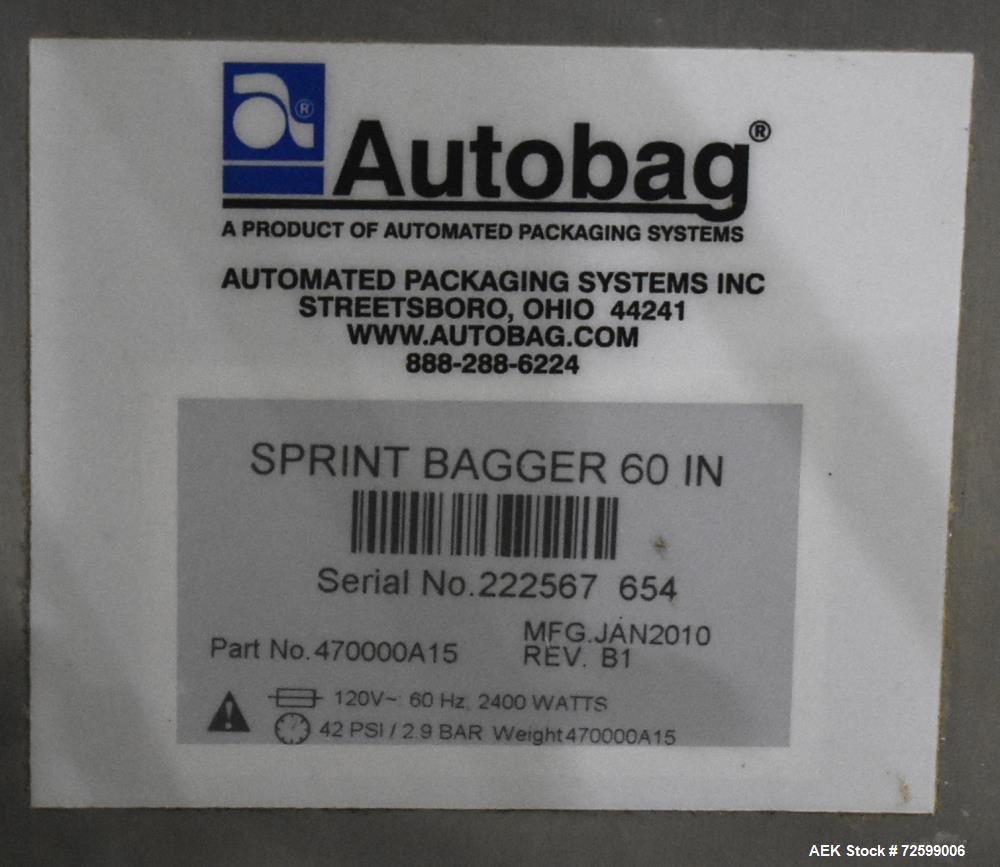 a®
Autobag®
A PRODUCT OF AUTOMATED PACKAGING SYSTEMS
AUTOMATED PACKAGING SYSTEMS INC
STREETSBORO, OHIO 44241
WWW.AUTOBAG.COM
888-288-6224
SPRINT BAGGER 60 IN
Serial No.222567 654
Part No.470000A15
MFG.JAN2010
REV. B1
120V~ 60 Hz, 2400 WATTS
42 PSI / 2.9 BAR Weight470000A15
AEK Stock # 72599006